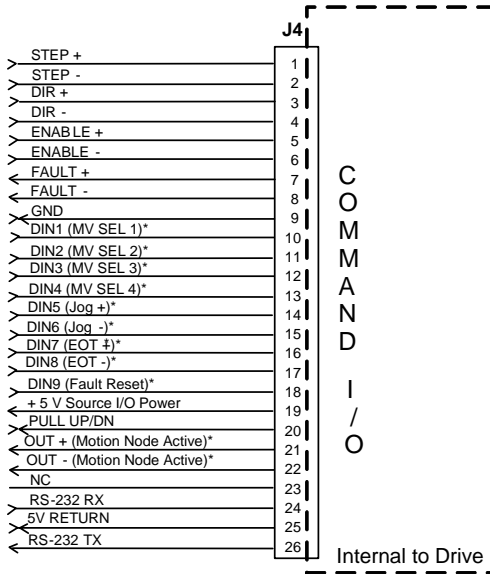 J4
STEP + 1
STEP - 2
DIR + 3
DIR - 4
ENABLE + 5
ENABLE - 6
FAULT + 7
FAULT - 8
GND 9
DIN1 (MV SEL 1)* 10
DIN2 (MV SEL 2)* 11
DIN3 (MV SEL 3)* 12
DIN4 (MV SEL 4)* 13
DIN5 (Jog +)* 14
DIN6 (Jog -)* 15
DIN7 (EOT +)* 16
DIN8 (EOT -)* 17
DIN9 (Fault Reset)* 18
+ 5 V Source I/O Power 19
PULL UP/DN 20
OUT + (Motion Node Active)* 21
OUT - (Motion Node Active)* 22
NC 23
RS-232 RX 24
5V RETURN 25
RS-232 TX 26
COMMAND I/O
Internal to Drive